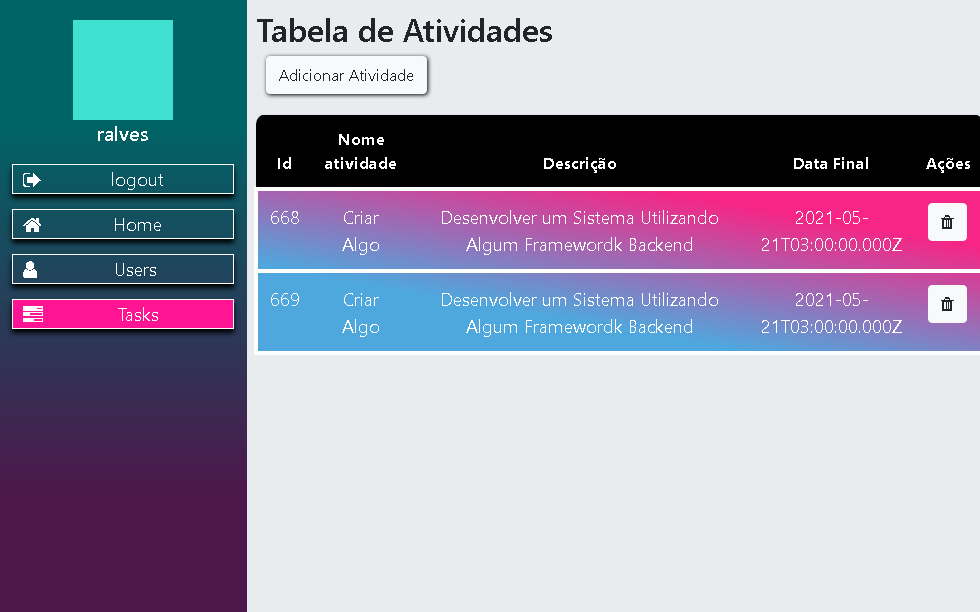 ralves
logout
Home
Users
Tasks
Tabela de Atividades
Adicionar Atividade
Id Nome atividade Descrição Data Final Ações
668 Criar Desenvolver um Sistema Utilizando 2021-05-
Algo Algum Framewordk Backend 21T03:00:00.000Z
669 Criar Desenvolver um Sistema Utilizando 2021-05-
Algo Algum Framewordk Backend 21T03:00:00.000Z